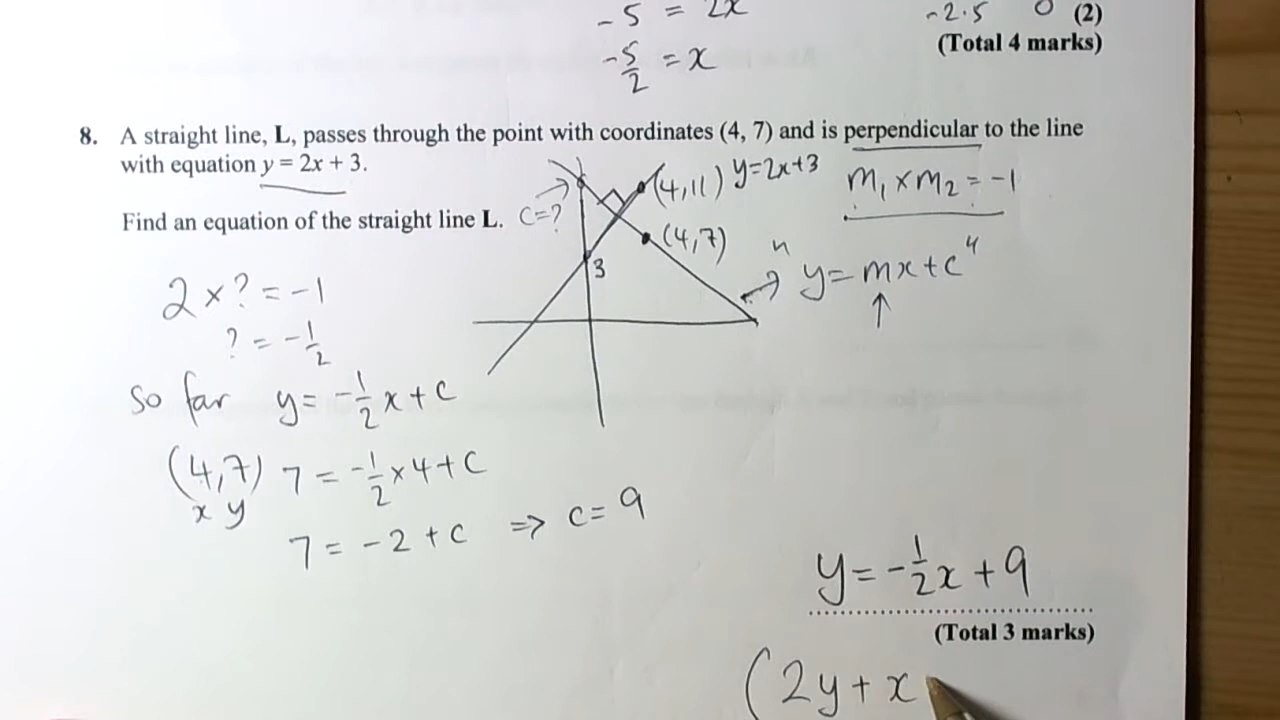 -5 = 2x
-2.5 0 (2)
(Total 4 marks)
-5/2 = x
8. A straight line, L, passes through the point with coordinates (4, 7) and is perpendicular to the line
with equation y = 2x + 3.
Find an equation of the straight line L.
C=?
(4,11) y=2x+3
m₁ × m₂ = -1
(4,7)
3
y=mx+c
2 × ? = -1
? = -1/2
So far y = -1/2 x + c
(4,7) 7 = -1/2 × 4 + c
x y
7 = -2 + c ⇒ c = 9
y = -1/2 x + 9
(Total 3 marks)
(2y + x